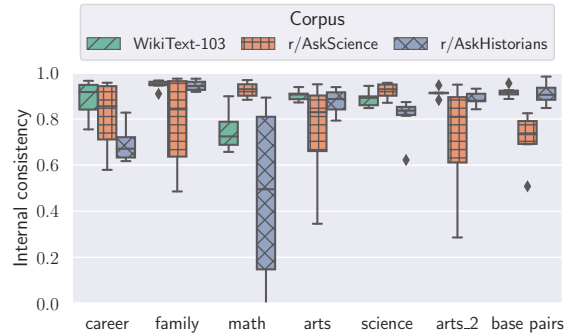 Corpus
WikiText-103 r/AskScience r/AskHistorians
Internal consistency
1.0
0.8
0.6
0.4
0.2
0.0
career family math arts science arts_2 base pairs